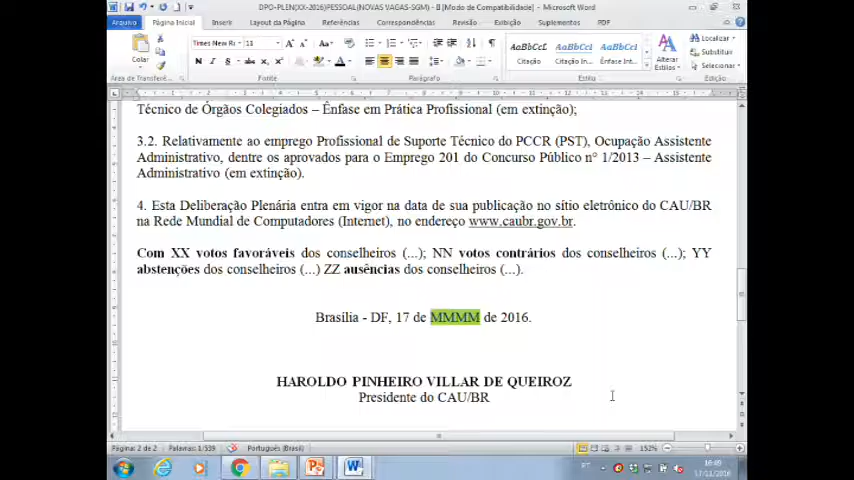 DPO-PLEN(XX-2016)PESSOAL(NOVAS VAGAS-SGM) - B [Modo de Compatibilidade] - Microsoft Word
Arquivo Página Inicial Inserir Layout da Página Referências Correspondências Revisão Exibição Suplementos PDF
Times New Ro 11
Colar
AaBbCcL AaBbCcI AaBbCcI
Citação Citação In... Ênfase Int...
Alterar Estilos
Localizar
Substituir
Selecionar
Área de Transferê... Fonte Parágrafo Estilo Edição
Técnico de Órgãos Colegiados – Ênfase em Prática Profissional (em extinção);
3.2. Relativamente ao emprego Profissional de Suporte Técnico do PCCR (PST), Ocupação Assistente
Administrativo, dentre os aprovados para o Emprego 201 do Concurso Público n° 1/2013 – Assistente
Administrativo (em extinção).
4. Esta Deliberação Plenária entra em vigor na data de sua publicação no sítio eletrônico do CAU/BR
na Rede Mundial de Computadores (Internet), no endereço www.caubr.gov.br.
Com XX votos favoráveis dos conselheiros (...); NN votos contrários dos conselheiros (...); YY
abstenções dos conselheiros (...) ZZ ausências dos conselheiros (...).
Brasília - DF, 17 de MMMM de 2016.
HAROLDO PINHEIRO VILLAR DE QUEIROZ
Presidente do CAU/BR
Página: 2 de 2 Palavras: 1/539 Português (Brasil) 152%
PT 16:49
17/11/2016